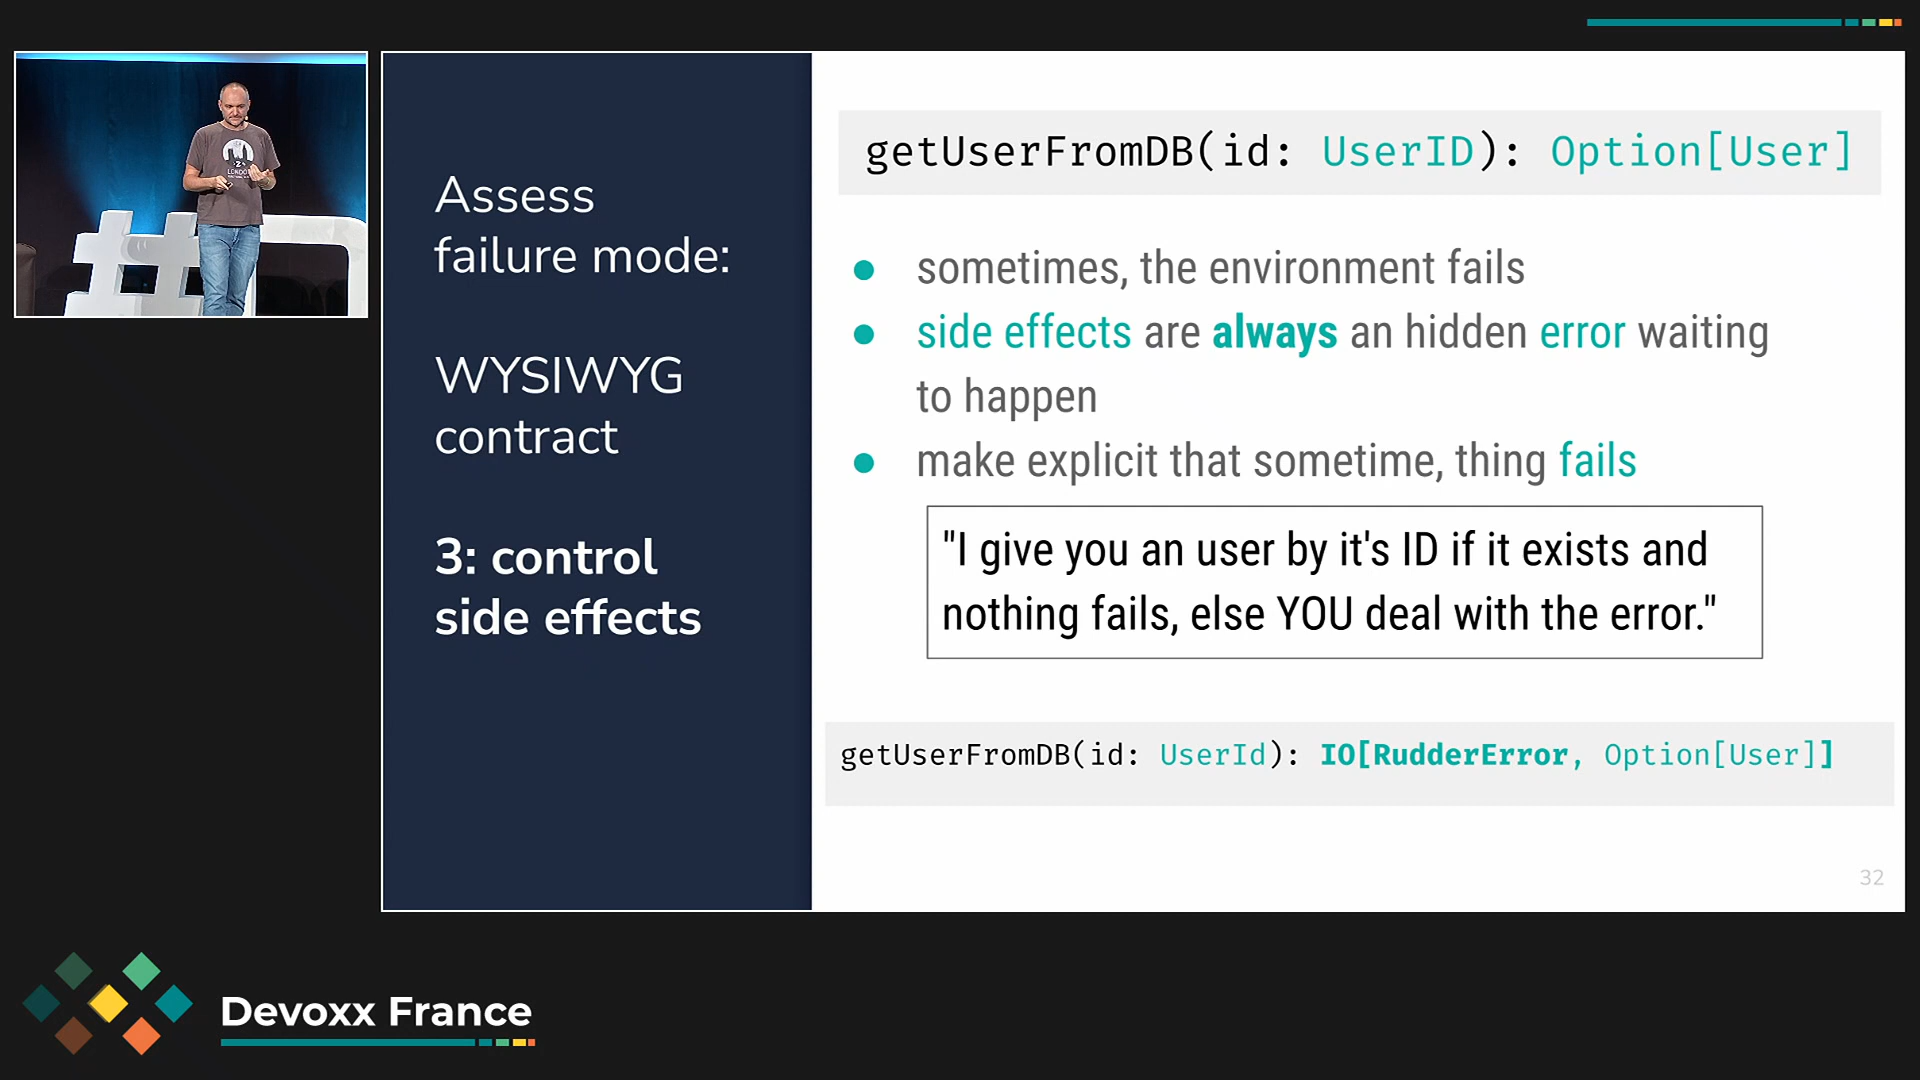 Assess
failure mode:
WYSIWYG
contract
3: control
side effects
getUserFromDB(id: UserID): Option[User]
● sometimes, the environment fails
● side effects are always an hidden error waiting
to happen
● make explicit that sometime, thing fails
"I give you an user by it's ID if it exists and
nothing fails, else YOU deal with the error."
getUserFromDB(id: UserId): IO[RudderError, Option[User]]
32
Devoxx France